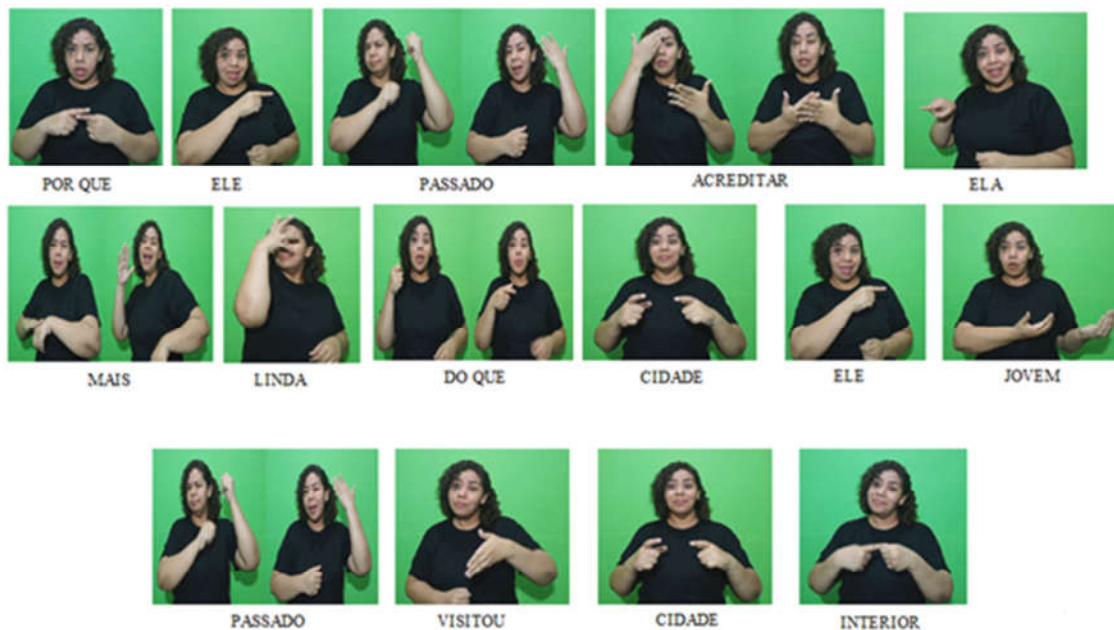 POR QUE ELE PASSADO ACREDITAR ELA
MAIS LINDA DO QUE CIDADE ELE JOVEM
PASSADO VISITOU CIDADE INTERIOR